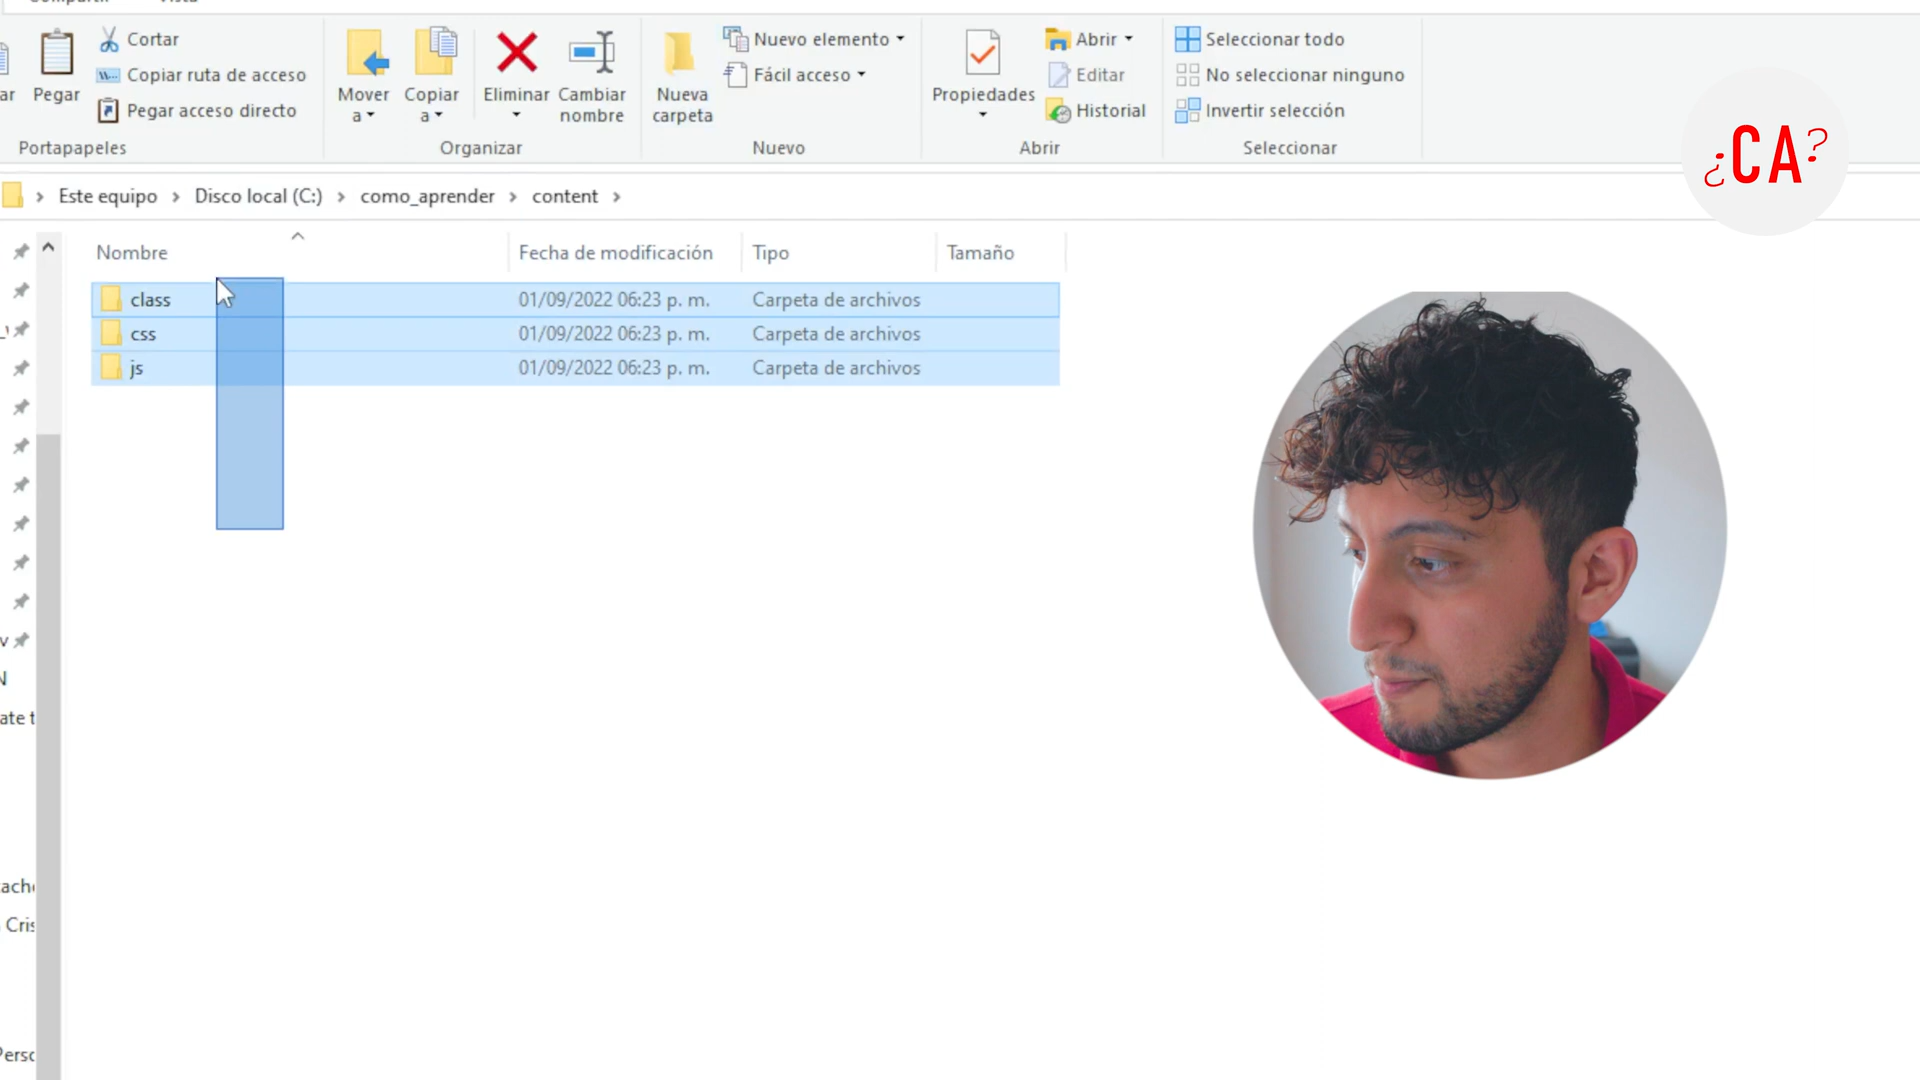 Cortar
Copiar ruta de acceso
Pegar acceso directo
Pegar
Portapapeles
Mover
a
Copiar
a
Eliminar
Cambiar
nombre
Organizar
Nueva
carpeta
Nuevo elemento
Fácil acceso
Nuevo
Propiedades
Abrir
Editar
Historial
Abrir
Seleccionar todo
No seleccionar ninguno
Invertir selección
Seleccionar
¿CA?
Este equipo > Disco local (C:) > como_aprender > content >
Nombre Fecha de modificación Tipo Tamaño
class 01/09/2022 06:23 p. m. Carpeta de archivos
css 01/09/2022 06:23 p. m. Carpeta de archivos
js 01/09/2022 06:23 p. m. Carpeta de archivos